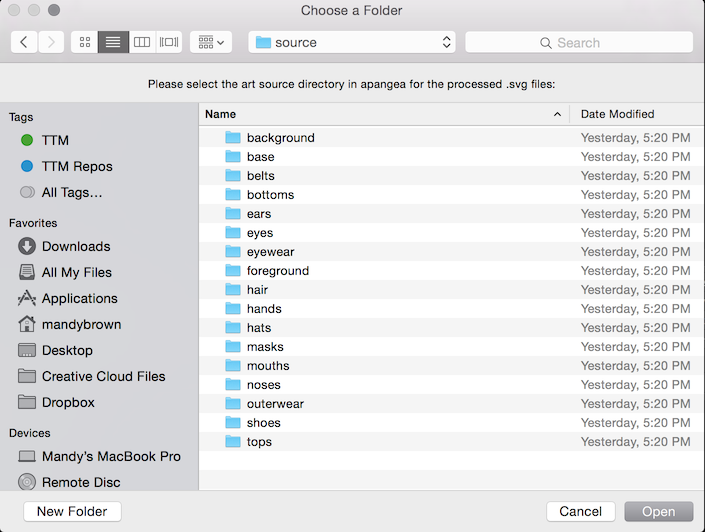 Choose a Folder
source
Search
Please select the art source directory in apangea for the processed .svg files:
Tags
TTM
TTM Repos
All Tags…
Favorites
Downloads
All My Files
Applications
mandybrown
Desktop
Creative Cloud Files
Dropbox
Devices
Mandy's MacBook Pro
Remote Disc
Name Date Modified
background Yesterday, 5:20 PM
base Yesterday, 5:20 PM
belts Yesterday, 5:20 PM
bottoms Yesterday, 5:20 PM
ears Yesterday, 5:20 PM
eyes Yesterday, 5:20 PM
eyewear Yesterday, 5:20 PM
foreground Yesterday, 5:20 PM
hair Yesterday, 5:20 PM
hands Yesterday, 5:20 PM
hats Yesterday, 5:20 PM
masks Yesterday, 5:20 PM
mouths Yesterday, 5:20 PM
noses Yesterday, 5:20 PM
outerwear Yesterday, 5:20 PM
shoes Yesterday, 5:20 PM
tops Yesterday, 5:20 PM
New Folder Cancel Open